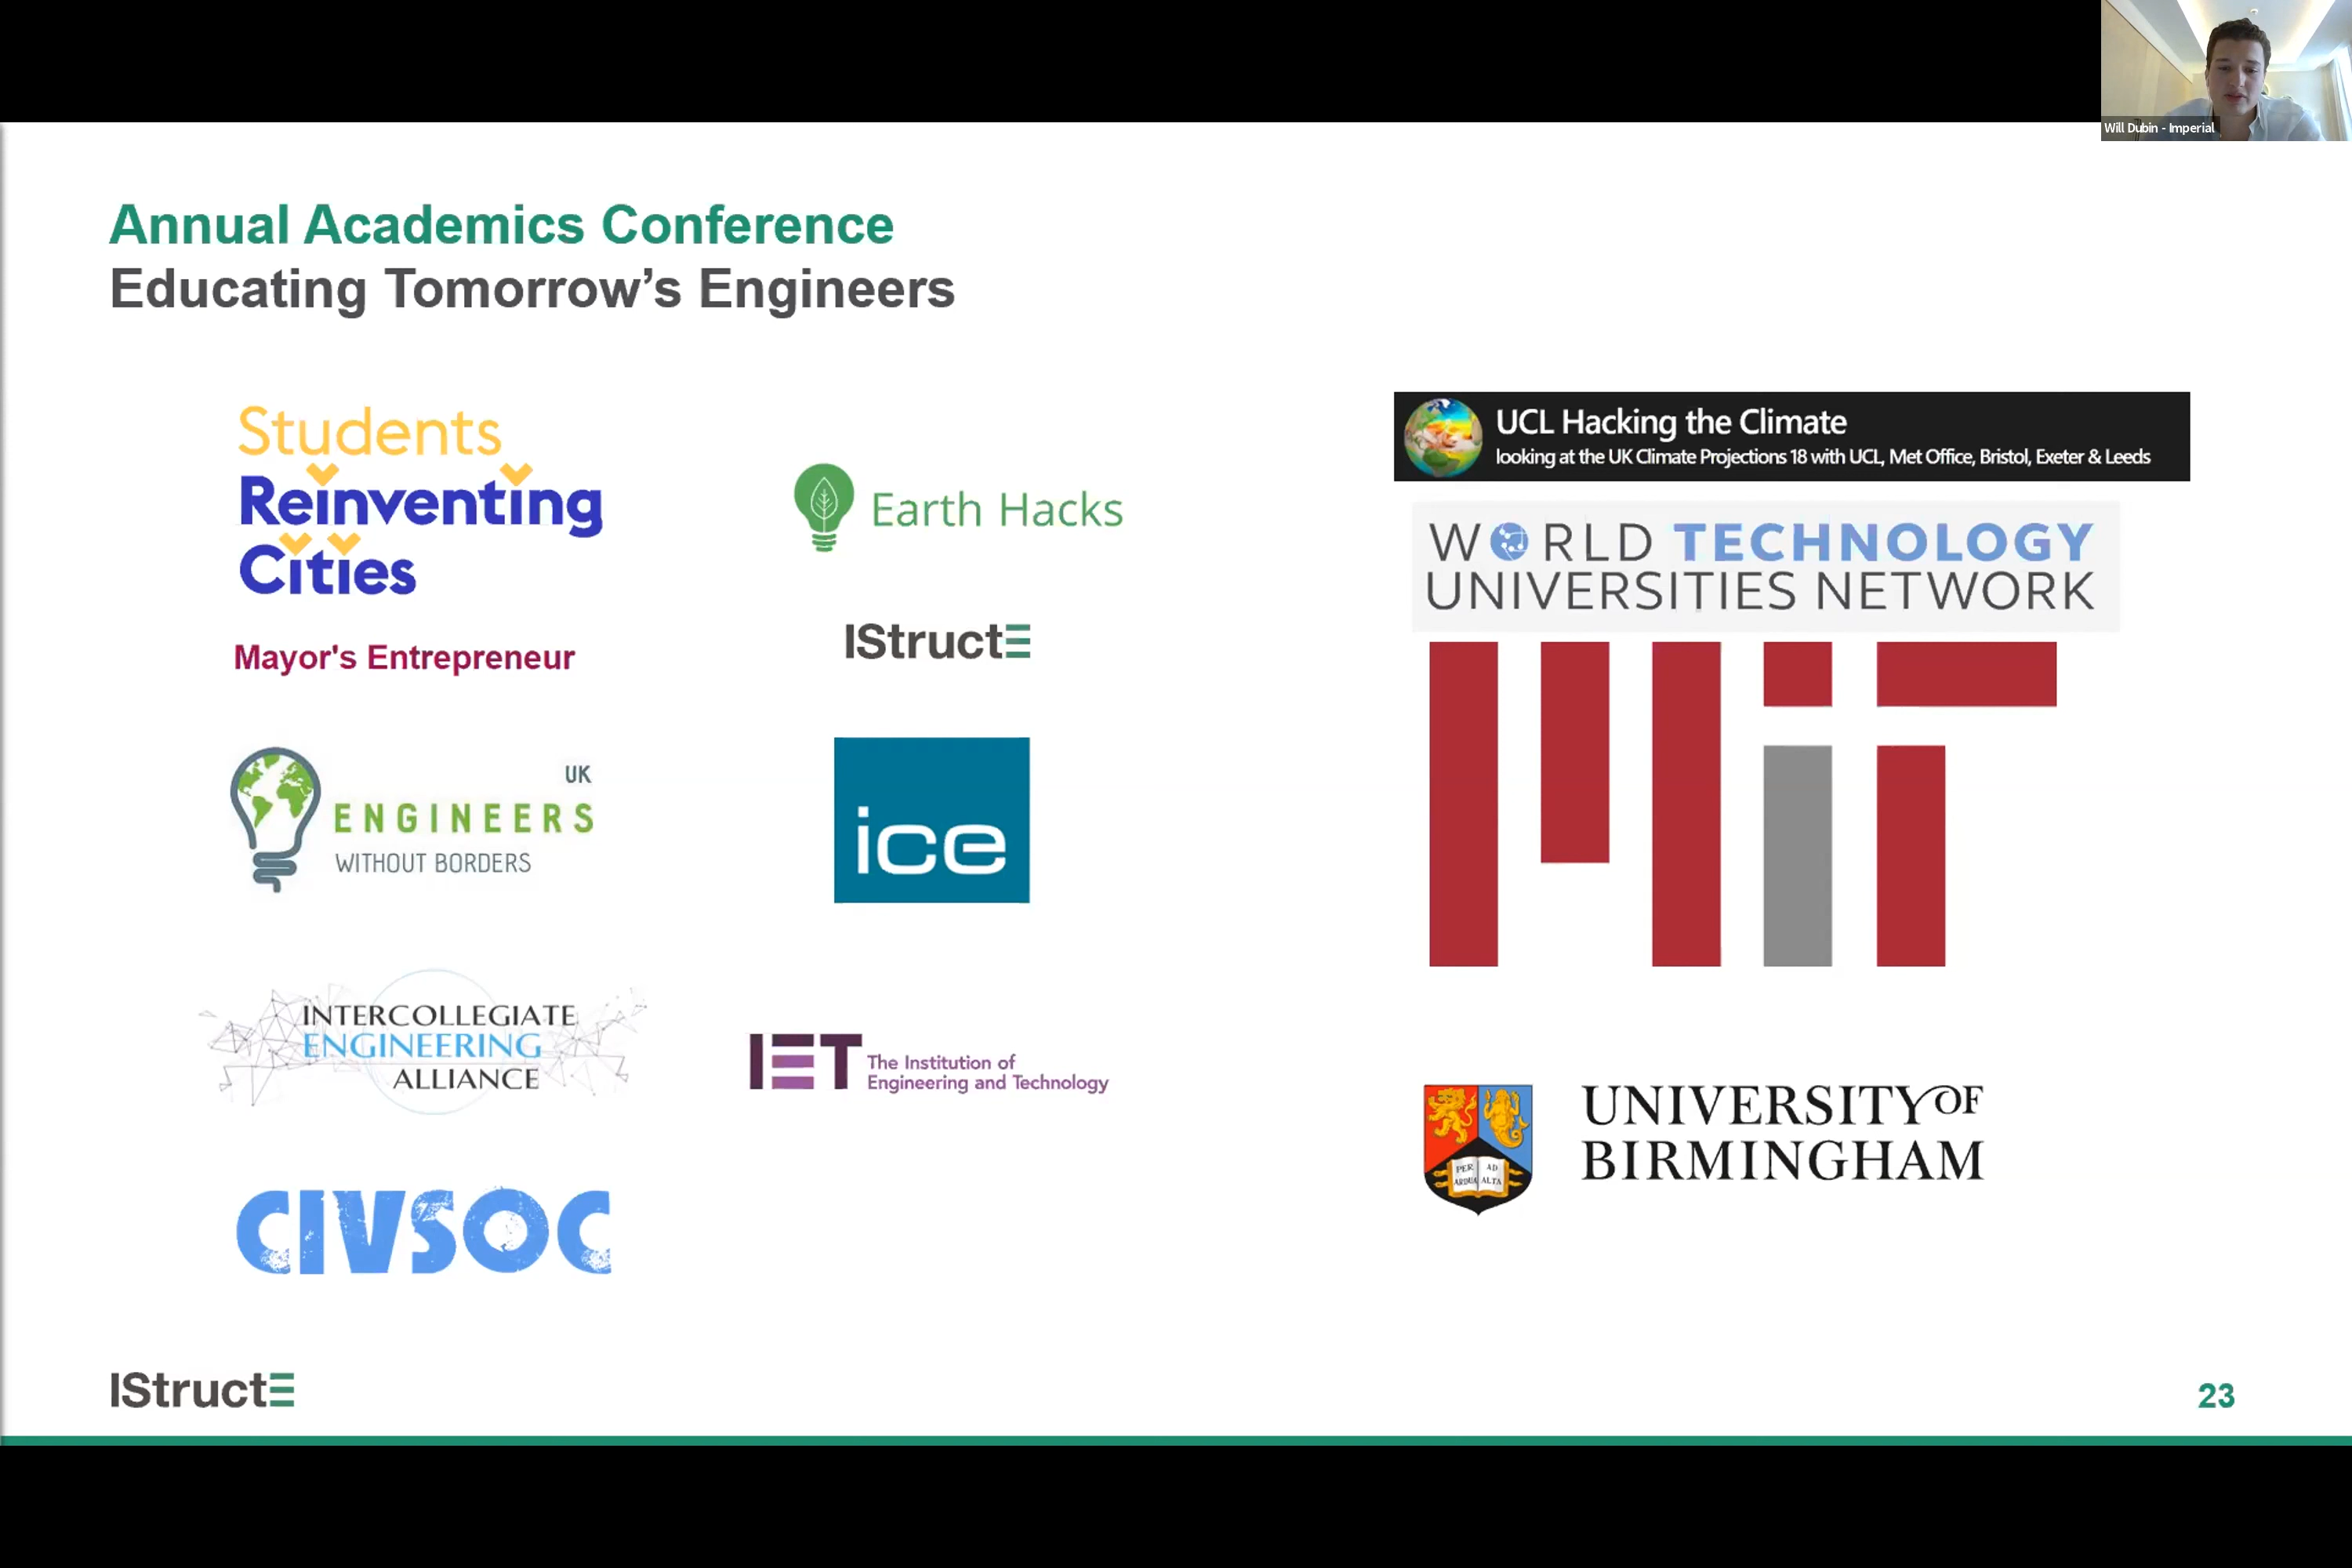 Will Dubin - Imperial
Annual Academics Conference
Educating Tomorrow's Engineers
Students
Reinventing
Cities
Mayor's Entrepreneur
UK
ENGINEERS
WITHOUT BORDERS
INTERCOLLEGIATE
ENGINEERING
ALLIANCE
CIVSOC
Earth Hacks
IStructE
ice
IET
The Institution of
Engineering and Technology
UCL Hacking the Climate
looking at the UK Climate Projections 18 with UCL, Met Office, Bristol, Exeter & Leeds
WORLD TECHNOLOGY
UNIVERSITIES NETWORK
MIT
PER AD
ARDUA ALTA
UNIVERSITY OF
BIRMINGHAM
IStructE
23